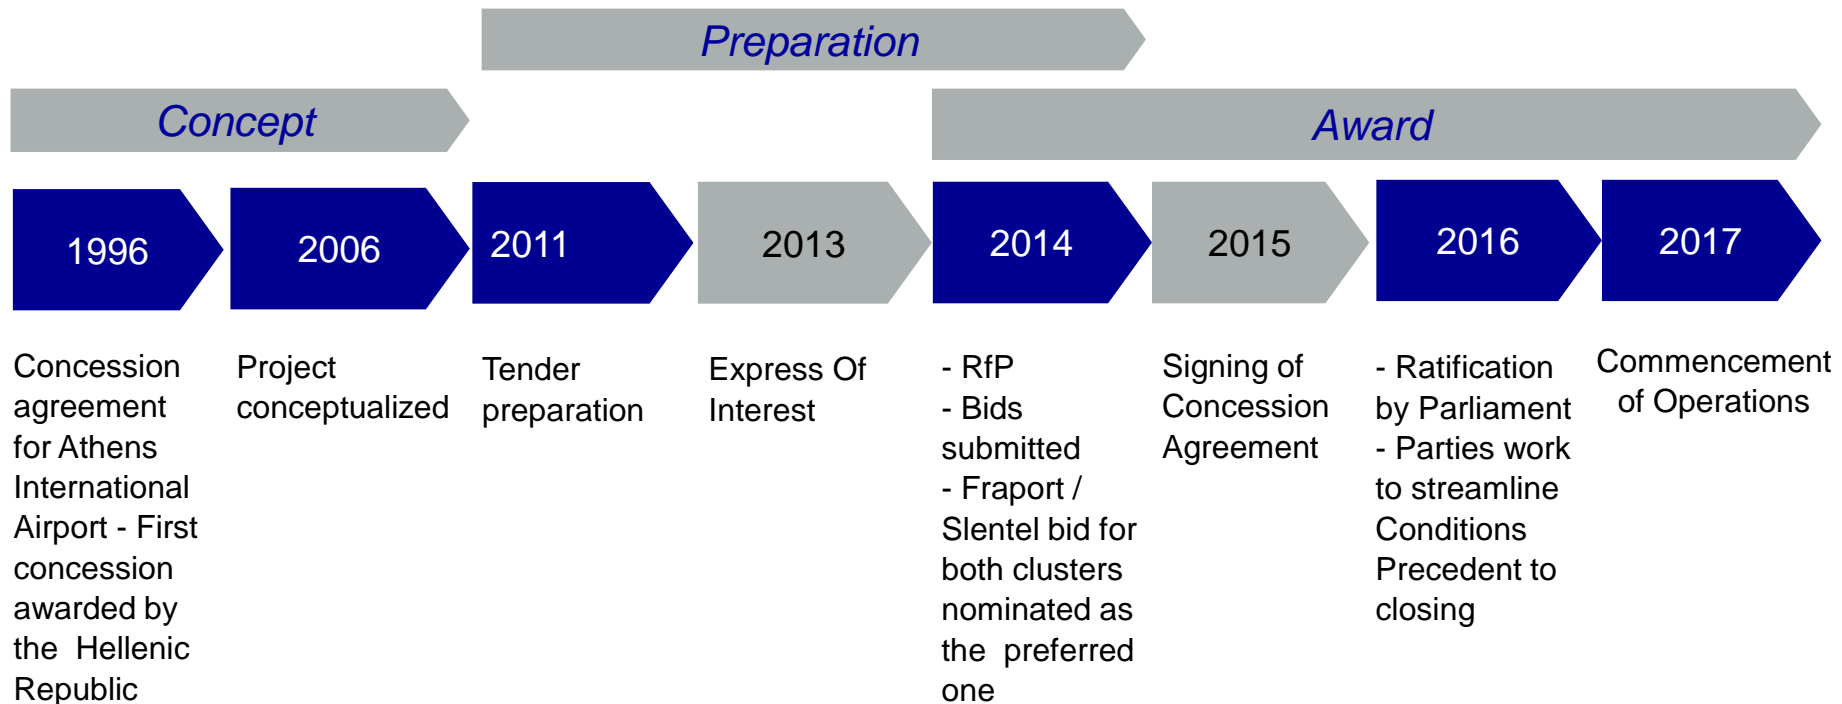 Preparation
Concept
Award
1996
2006
2011
2013
2014
2015
2016
2017
Concession
agreement
for Athens
International
Airport - First
concession
awarded by
the Hellenic
Republic
Project
conceptualized
Tender
preparation
Express Of
Interest
- RfP
- Bids
submitted
- Fraport /
Slentel bid for
both clusters
nominated as
the preferred
one
Signing of
Concession
Agreement
- Ratification
by Parliament
- Parties work
to streamline
Conditions
Precedent to
closing
Commencement
of Operations